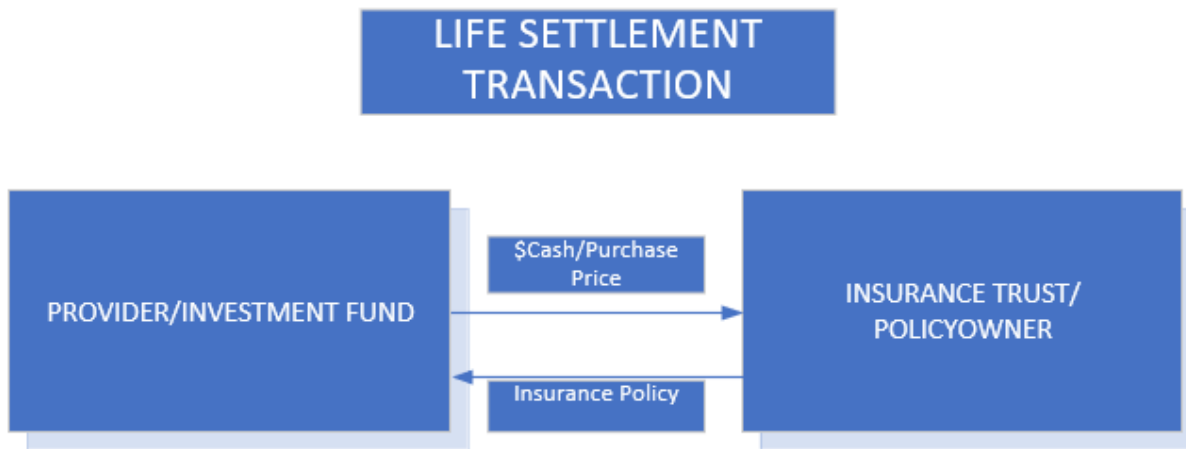 LIFE SETTLEMENT
TRANSACTION
$Cash/Purchase
Price
PROVIDER/INVESTMENT FUND
INSURANCE TRUST/
POLICYOWNER
Insurance Policy